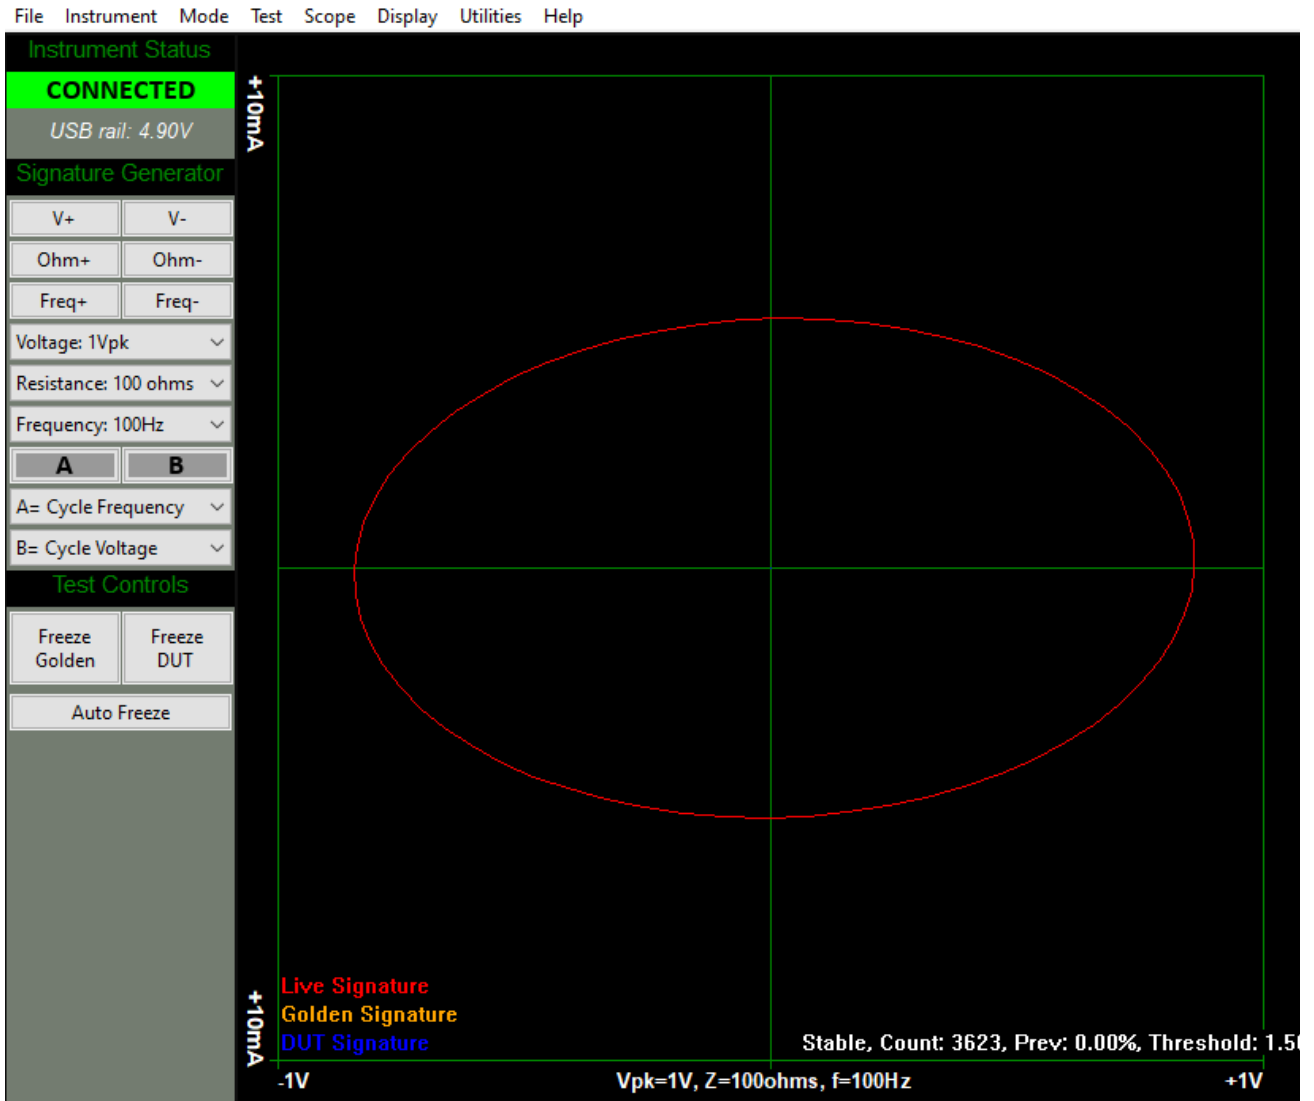 File Instrument Mode Test Scope Display Utilities Help
Instrument Status
CONNECTED
USB rail: 4.90V
Signature Generator
V+ V-
Ohm+ Ohm-
Freq+ Freq-
Voltage: 1Vpk
Resistance: 100 ohms
Frequency: 100Hz
A B
A= Cycle Frequency
B= Cycle Voltage
Test Controls
Freeze Golden
Freeze DUT
Auto Freeze
+10mA
+10mA
Live Signature
Golden Signature
DUT Signature
Stable, Count: 3623, Prev: 0.00%, Threshold: 1.5
-1V
Vpk=1V, Z=100ohms, f=100Hz
+1V